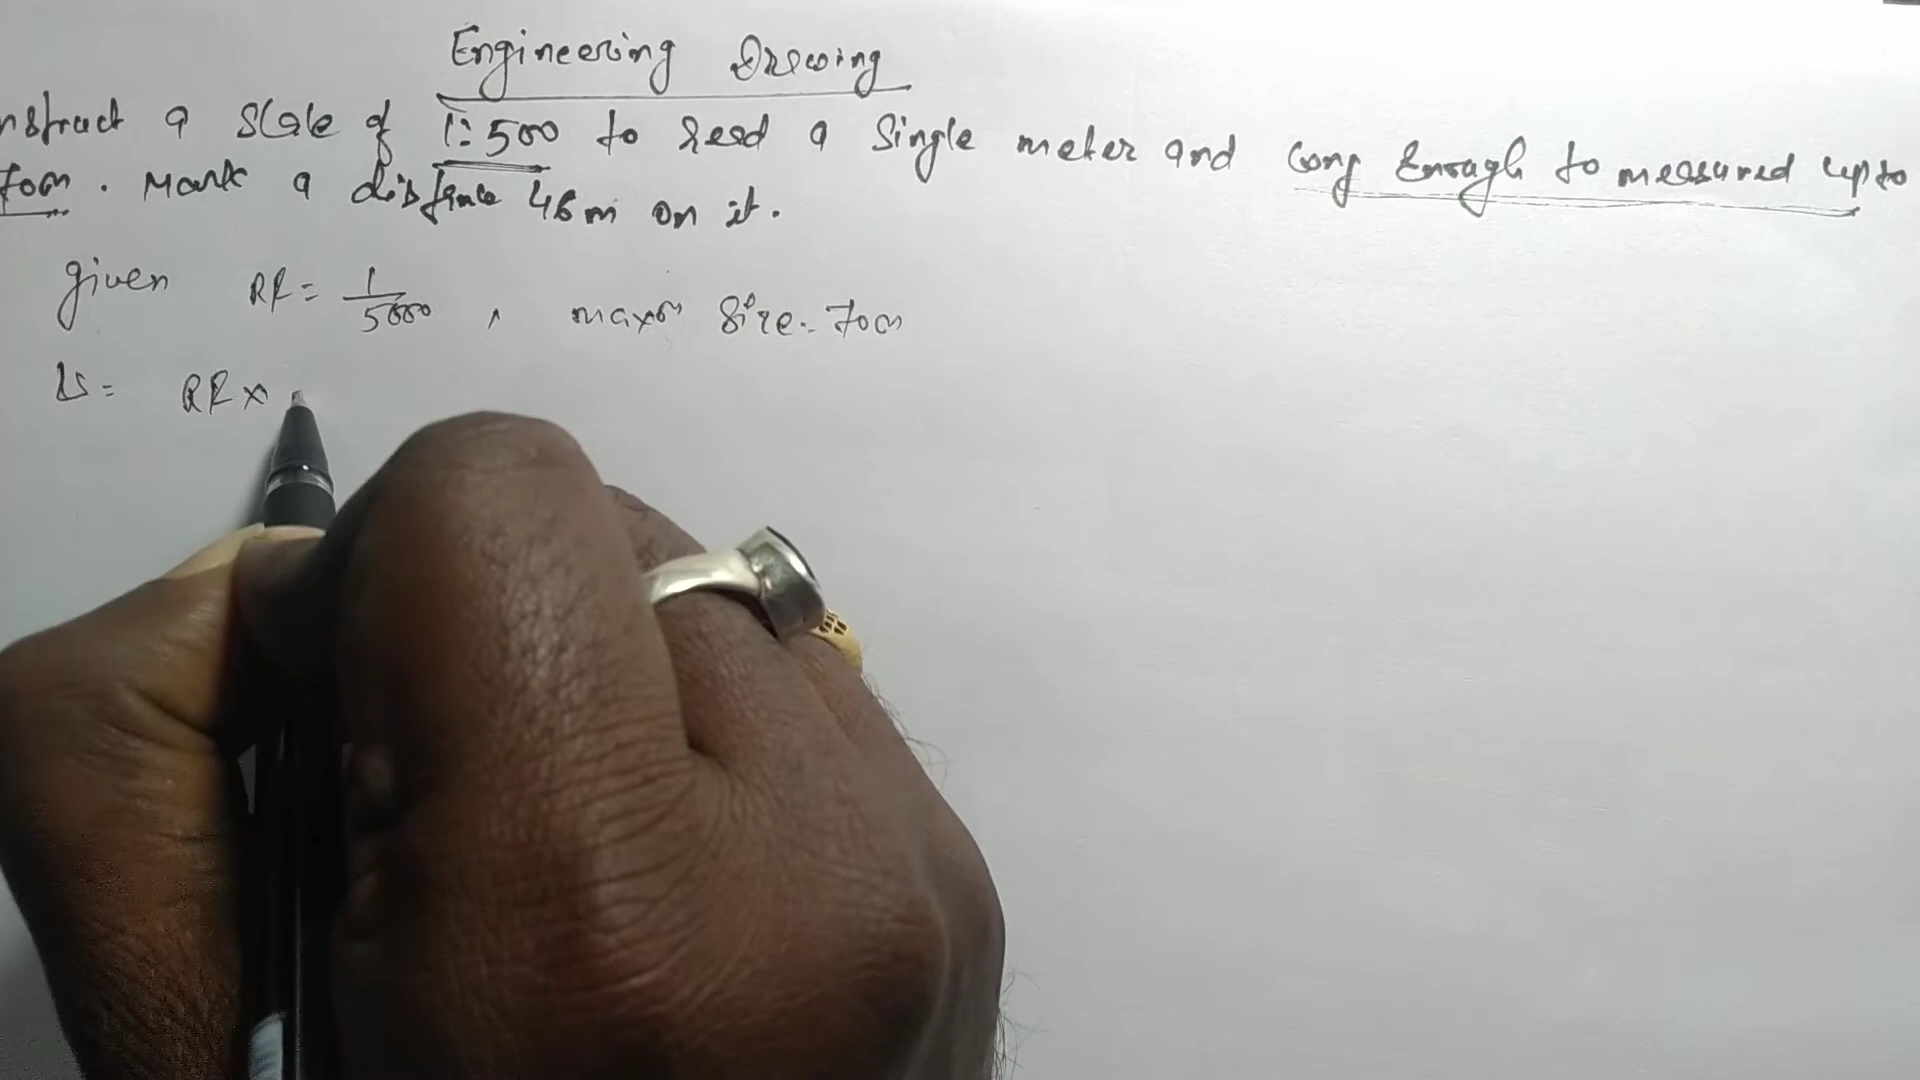 Engineering Drawing
nstruct a Scale of 1:500 to read a Single meter and long Enough to measured upto
70m. Mark a distance 46m on it.
given RF = 1/5000, maxm Size = 70m
LS = RF ×